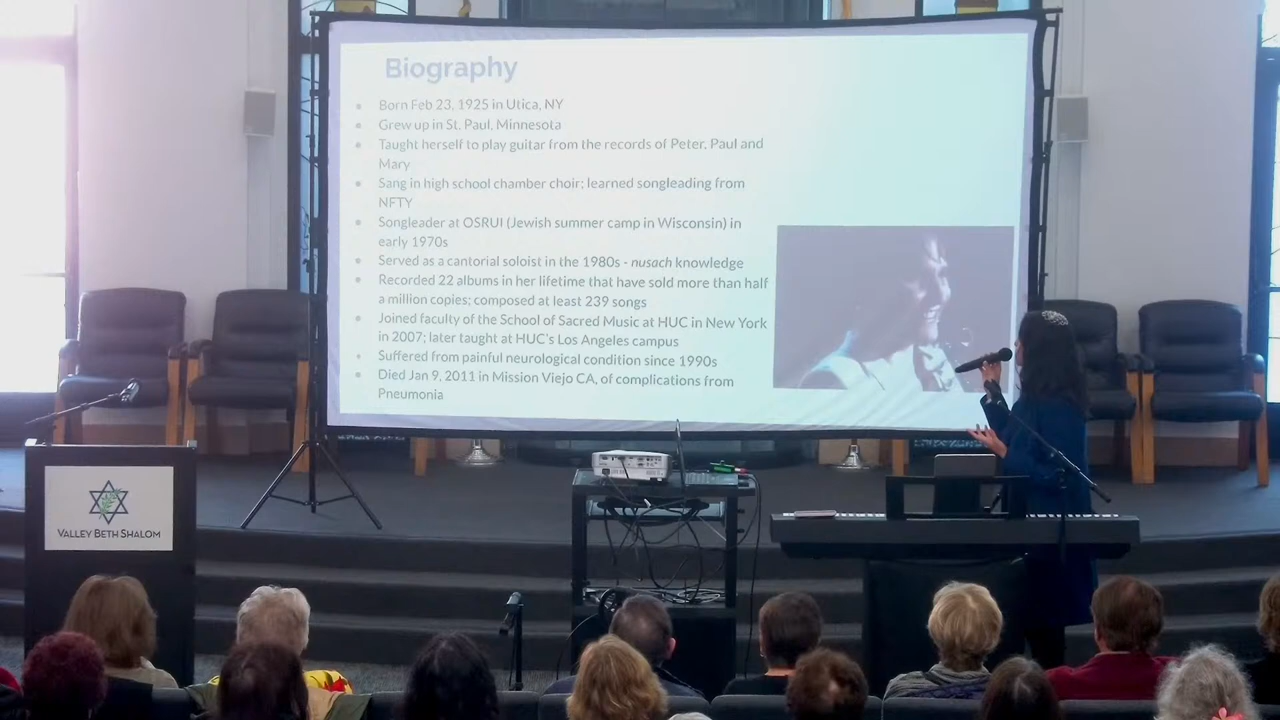 Biography
Born Feb 23, 1925 in Utica, NY
Grew up in St. Paul, Minnesota
Taught herself to play guitar from the records of Peter. Paul and
Mary
Sang in high school chamber choir; learned songleading from
NFTY
Songleader at OSRUI (Jewish summer camp in Wisconsin) in
early 1970s
Served as a cantorial soloist in the 1980s - nusach knowledge
Recorded 22 albums in her lifetime that have sold more than half
a million copies; composed at least 239 songs
Joined faculty of the School of Sacred Music at HUC in New York
in 2007; later taught at HUC's Los Angeles campus
Suffered from painful neurological condition since 1990s
Died Jan 9, 2011 in Mission Viejo CA, of complications from
Pneumonia
VALLEY BETH SHALOM